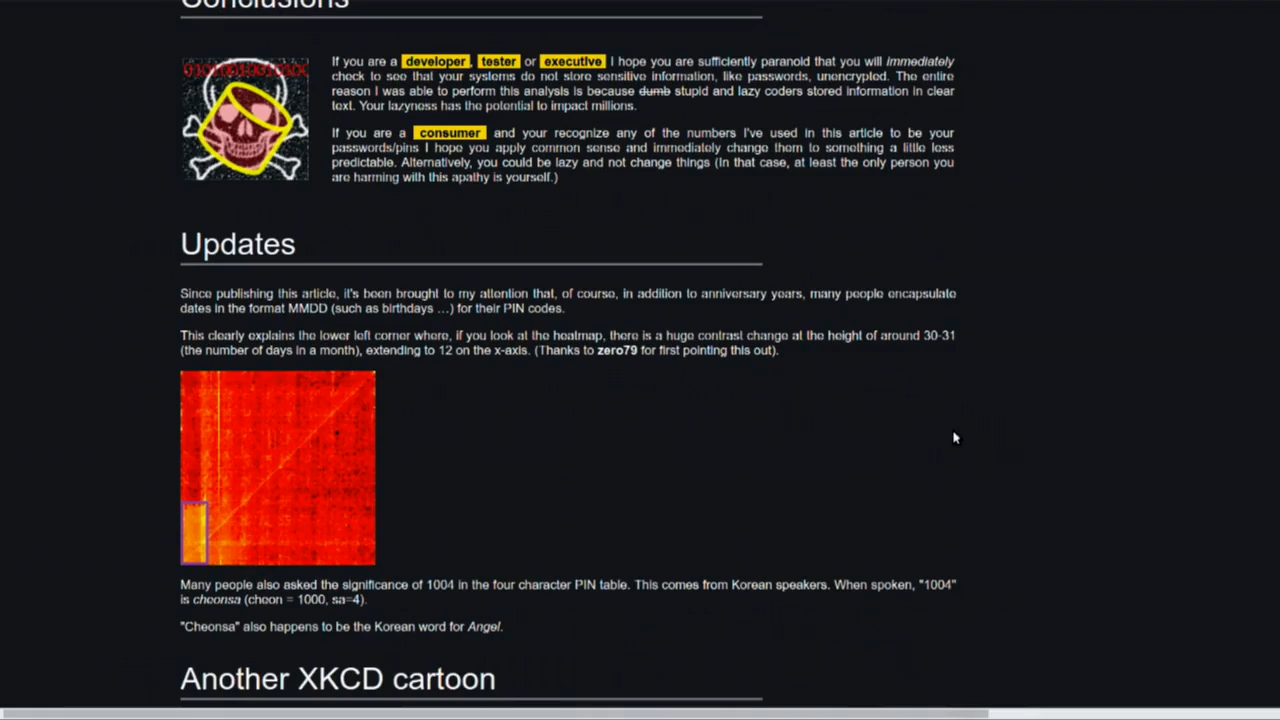 Conclusions
If you are a developer, tester or executive I hope you are sufficiently paranoid that you will immediately
check to see that your systems do not store sensitive information, like passwords, unencrypted. The entire
reason I was able to perform this analysis is because dumb stupid and lazy coders stored information in clear
text. Your lazyness has the potential to impact millions.
If you are a consumer and your recognize any of the numbers I've used in this article to be your
passwords/pins I hope you apply common sense and immediately change them to something a little less
predictable. Alternatively, you could be lazy and not change things (In that case, at least the only person you
are harming with this apathy is yourself.)
Updates
Since publishing this article, it's been brought to my attention that, of course, in addition to anniversary years, many people encapsulate
dates in the format MMDD (such as birthdays …) for their PIN codes.
This clearly explains the lower left corner where, if you look at the heatmap, there is a huge contrast change at the height of around 30-31
(the number of days in a month), extending to 12 on the x-axis. (Thanks to zero79 for first pointing this out).
Many people also asked the significance of 1004 in the four character PIN table. This comes from Korean speakers. When spoken, "1004"
is cheonsa (cheon = 1000, sa=4).
"Cheonsa" also happens to be the Korean word for Angel.
Another XKCD cartoon